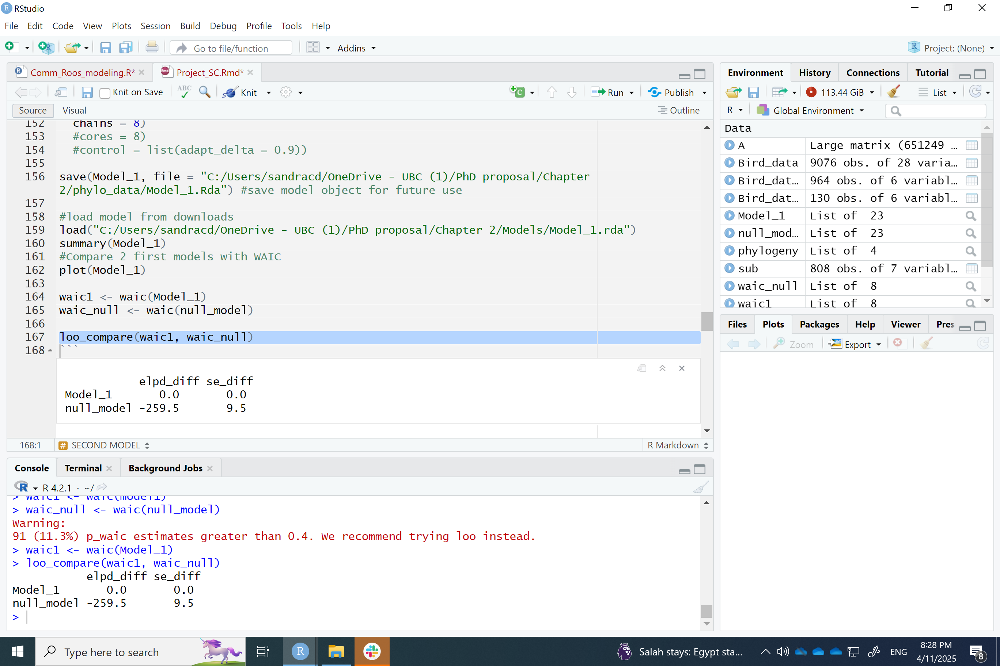 RStudio
File Edit Code View Plots Session Build Debug Profile Tools Help
Go to file/function Addins Project: (None)
Comm_Roos_modeling.R* Project_SC.Rmd*
Knit on Save ABC Knit Run Publish
Source Visual Outline
152 chains = 8)
153 #cores = 8)
154 #control = list(adapt_delta = 0.9))
155
156 save(Model_1, file = "C:/Users/sandracd/OneDrive - UBC (1)/PhD proposal/Chapter
2/phylo_data/Model_1.Rda") #save model object for future use
157
158 #load model from downloads
159 load("C:/Users/sandracd/OneDrive - UBC (1)/PhD proposal/Chapter 2/Models/Model_1.rda")
160 summary(Model_1)
161 #Compare 2 first models with WAIC
162 plot(Model_1)
163
164 waic1 <- waic(Model_1)
165 waic_null <- waic(null_model)
166
167 loo_compare(waic1, waic_null)
168 ```
elpd_diff se_diff
Model_1 0.0 0.0
null_model -259.5 9.5
168:1 # SECOND MODEL R Markdown
Console Terminal Background Jobs
R R 4.2.1 · ~/
> waic1 <- waic(model1)
> waic_null <- waic(null_model)
Warning:
91 (11.3%) p_waic estimates greater than 0.4. We recommend trying loo instead.
> waic1 <- waic(Model_1)
> loo_compare(waic1, waic_null)
elpd_diff se_diff
Model_1 0.0 0.0
null_model -259.5 9.5
>
Environment History Connections Tutorial
113.44 GiB List
R Global Environment
Data
A Large matrix (651249 ...
Bird_data 9076 obs. of 28 varia...
Bird_dat... 964 obs. of 6 variabl...
Bird_dat... 130 obs. of 6 variabl...
Model_1 List of 23
null_mod... List of 23
phylogeny List of 4
sub 808 obs. of 7 variabl...
waic_null List of 8
waic1 List of 8
Files Plots Packages Help Viewer Pres
Zoom Export
Type here to search
R
Salah stays: Egypt sta...
ENG
8:28 PM
4/11/2025
8